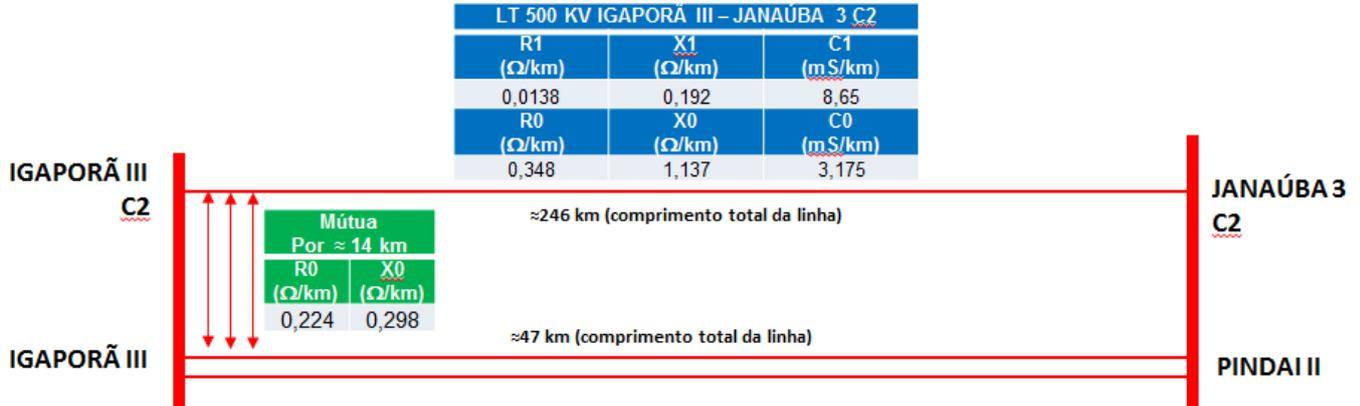 LT 500 KV IGAPORÃ III – JANAÚBA 3 C2
R1 X1 C1
(Ω/km) (Ω/km) (mS/km)
0,0138 0,192 8,65
R0 X0 C0
(Ω/km) (Ω/km) (mS/km)
0,348 1,137 3,175
IGAPORÃ III
C2
JANAÚBA 3
C2
≈246 km (comprimento total da linha)
Mútua
Por ≈ 14 km
R0 X0
(Ω/km) (Ω/km)
0,224 0,298
≈47 km (comprimento total da linha)
IGAPORÃ III
PINDAI II